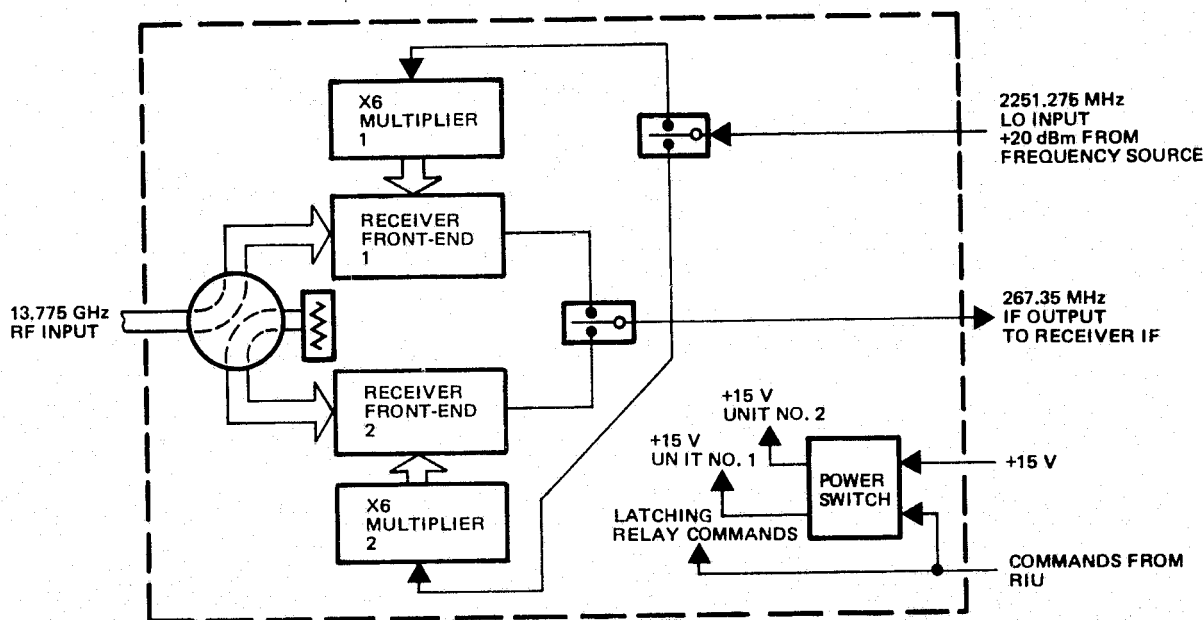 X6
MULTIPLIER
1
2251.275 MHz
LO INPUT
+20 dBm FROM
FREQUENCY SOURCE
RECEIVER
FRONT-END
1
13.775 GHz
RF INPUT
267.35 MHz
IF OUTPUT
TO RECEIVER IF
RECEIVER
FRONT-END
2
+15 V
UNIT NO. 2
+15 V
UNIT NO. 1
+15 V
POWER
SWITCH
X6
MULTIPLIER
2
LATCHING
RELAY COMMANDS
COMMANDS FROM
RIU